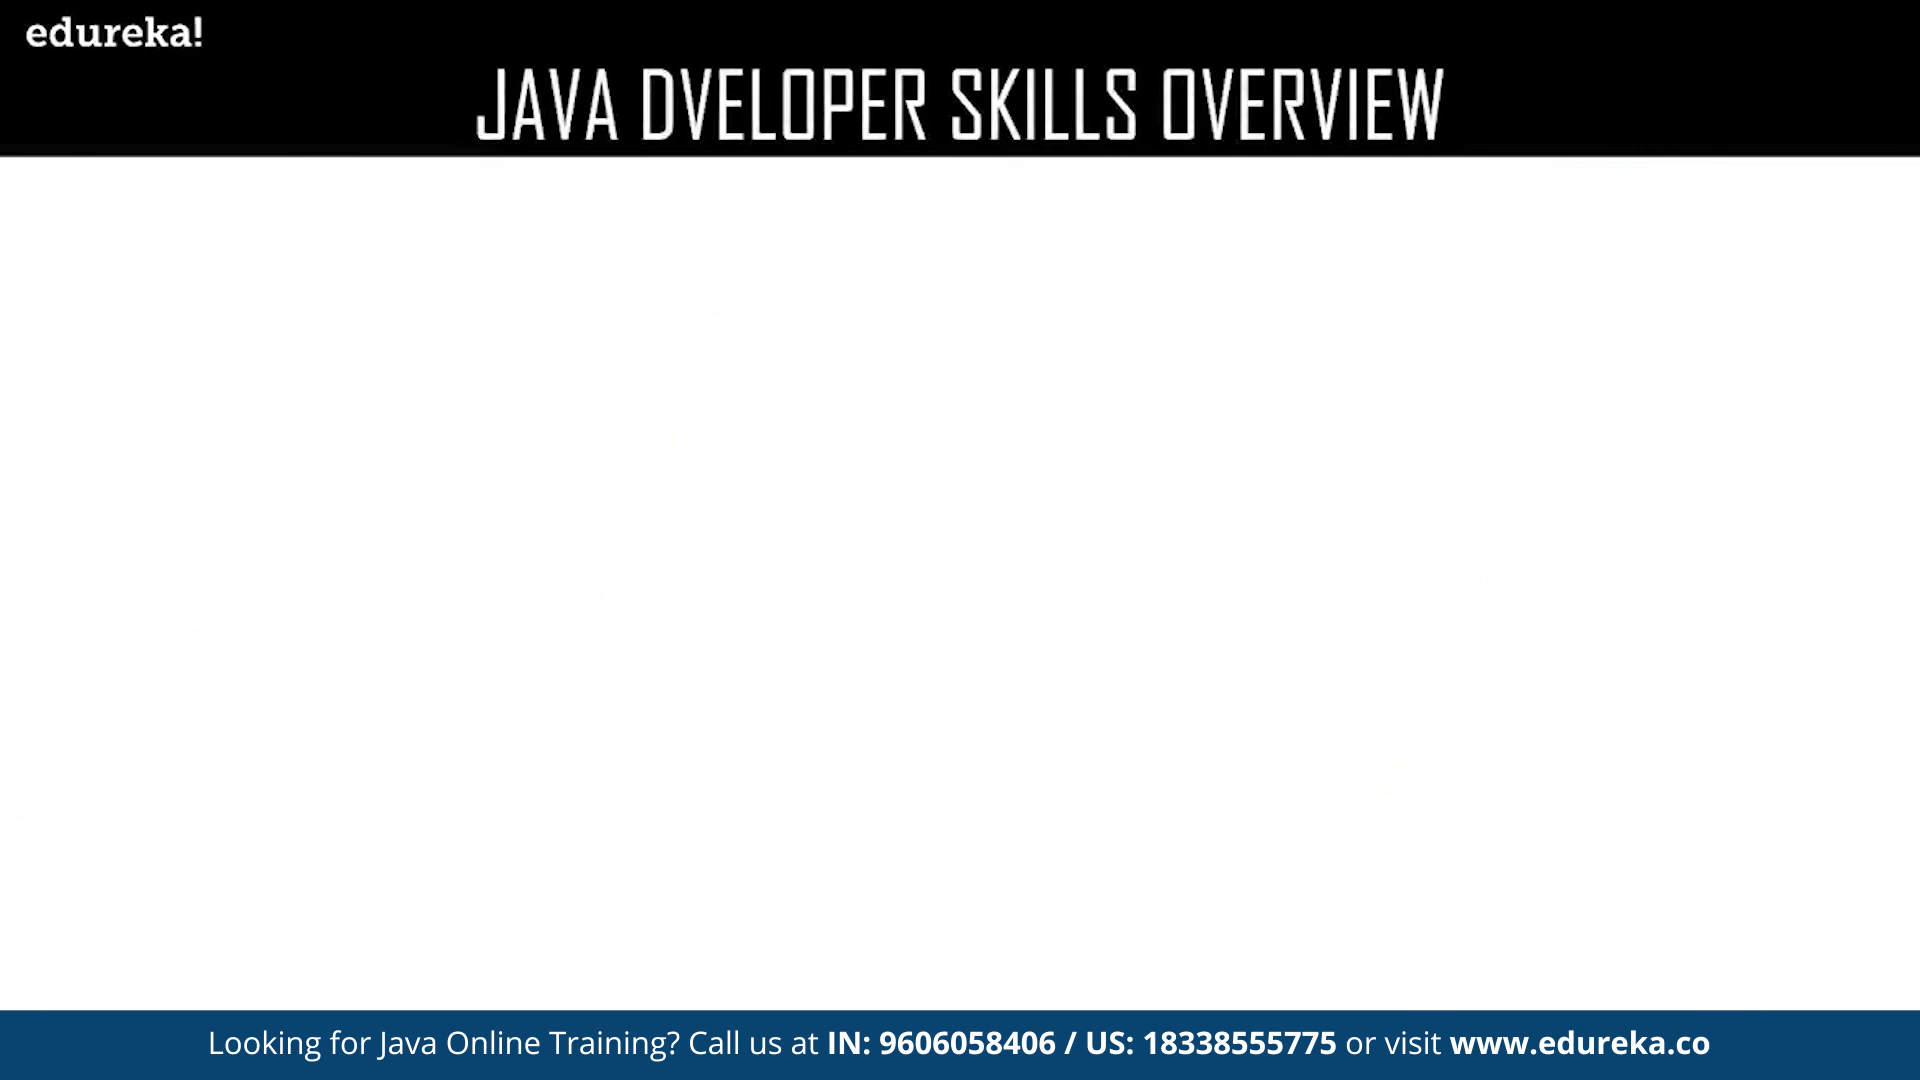 edureka!
JAVA DVELOPER SKILLS OVERVIEW
Looking for Java Online Training? Call us at IN: 9606058406 / US: 18338555775 or visit www.edureka.co